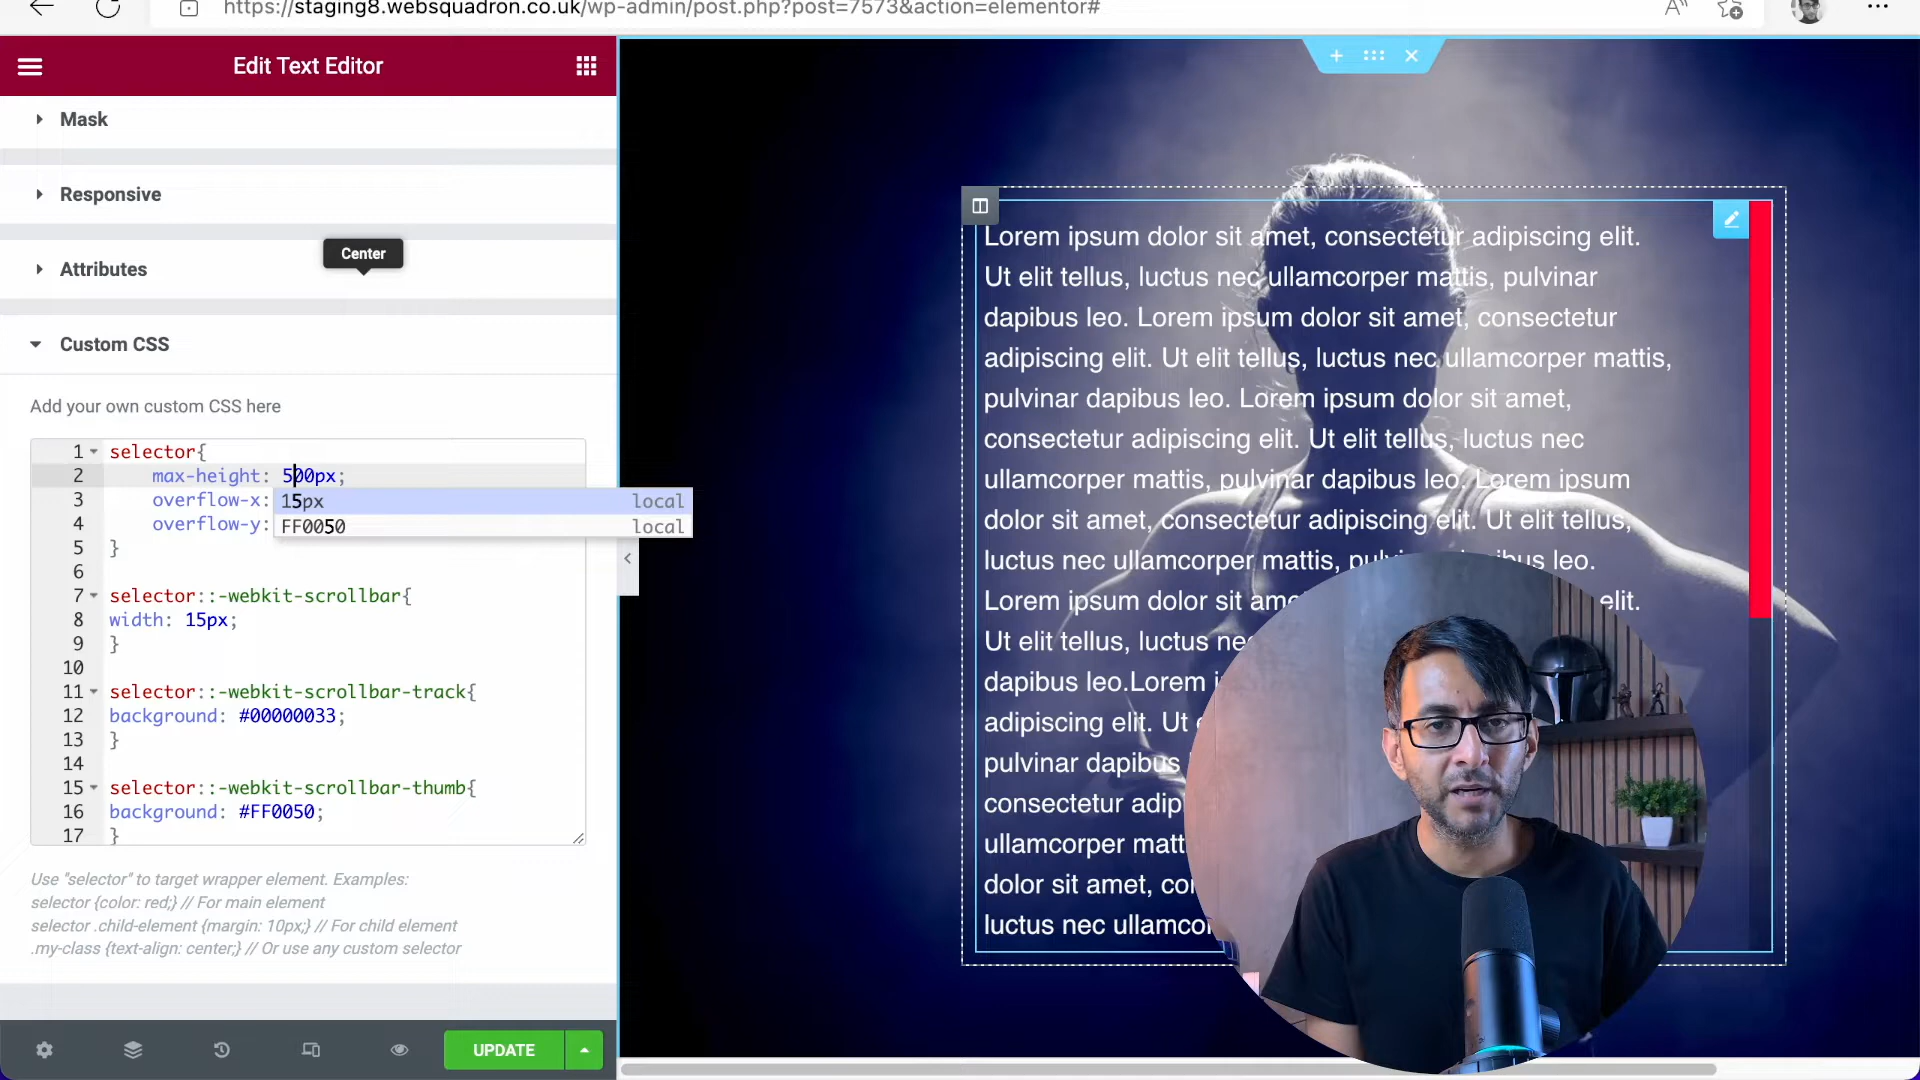 https://staging8.websquadron.co.uk/wp-admin/post.php?post=7573&action=elementor#
Edit Text Editor
Mask
Responsive
Center
Attributes
Custom CSS
Add your own custom CSS here
1 selector{
2 max-height: 500px;
3 overflow-x:
15px local
4 overflow-y:
FF0050 local
5 }
6
7 selector::-webkit-scrollbar{
8 width: 15px;
9 }
10
11 selector::-webkit-scrollbar-track{
12 background: #00000033;
13 }
14
15 selector::-webkit-scrollbar-thumb{
16 background: #FF0050;
17 }
Use "selector" to target wrapper element. Examples:
selector {color: red;} // For main element
selector .child-element {margin: 10px;} // For child element
.my-class {text-align: center;} // Or use any custom selector
UPDATE
Lorem ipsum dolor sit amet, consectetur adipiscing elit.
Ut elit tellus, luctus nec ullamcorper mattis, pulvinar
dapibus leo. Lorem ipsum dolor sit amet, consectetur
adipiscing elit. Ut elit tellus, luctus nec ullamcorper mattis,
pulvinar dapibus leo. Lorem ipsum dolor sit amet,
consectetur adipiscing elit. Ut elit tellus, luctus nec
ullamcorper mattis, pulvinar dapibus leo. Lorem ipsum
dolor sit amet, consectetur adipiscing elit. Ut elit tellus,
luctus nec ullamcorper mattis, leo.
Lorem ipsum dolor sit elit.
Ut elit tellus, luctus
dapibus leo.Lorem
adipiscing elit. Ut
pulvinar dapibus
consectetur
ullamcorper
dolor sit amet,
luctus nec